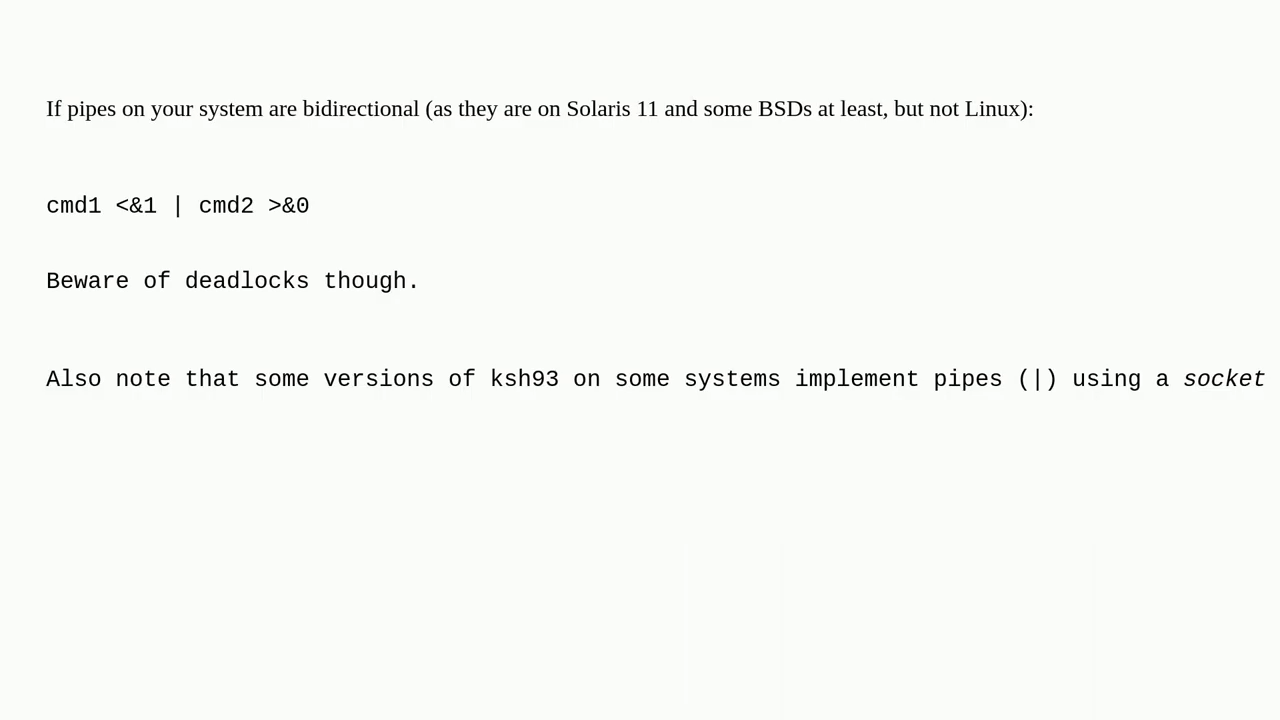 If pipes on your system are bidirectional (as they are on Solaris 11 and some BSDs at least, but not Linux):
cmd1 <&1 | cmd2 >&0
Beware of deadlocks though.
Also note that some versions of ksh93 on some systems implement pipes (|) using a socket